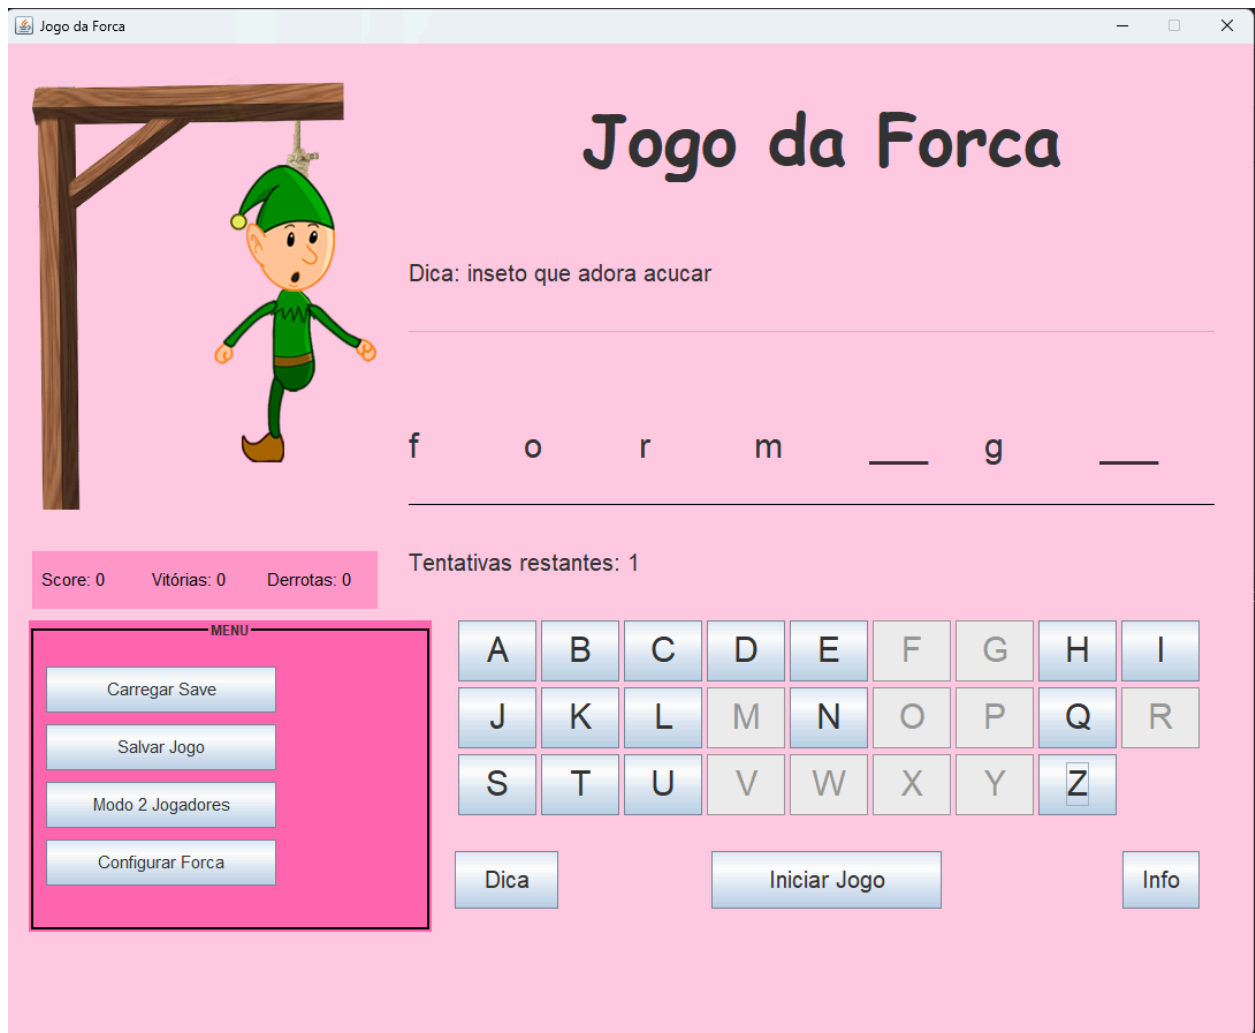 Jogo da Forca
Jogo da Forca
Dica: inseto que adora acucar
f o r m ___ g ___
Tentativas restantes: 1
Score: 0 Vitórias: 0 Derrotas: 0
MENU
Carregar Save
Salvar Jogo
Modo 2 Jogadores
Configurar Forca
A B C D E F G H I
J K L M N O P Q R
S T U V W X Y Z
Dica Iniciar Jogo Info